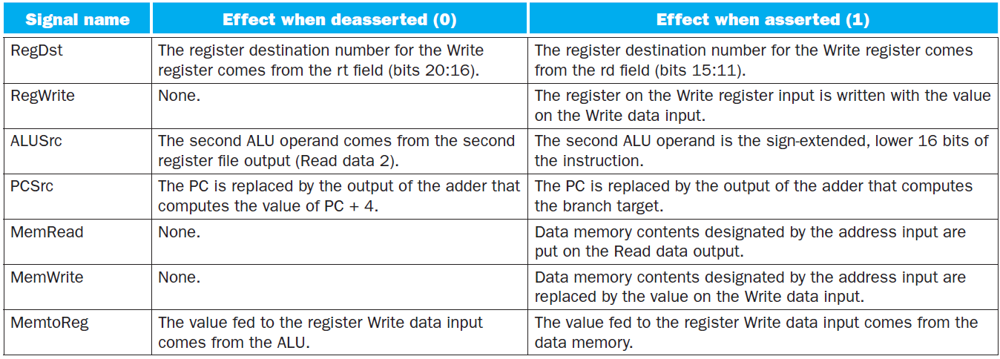 Signal name
Effect when deasserted (0)
Effect when asserted (1)
RegDst
The register destination number for the Write
register comes from the rt field (bits 20:16).
The register destination number for the Write register comes
from the rd field (bits 15:11).
RegWrite
None.
The register on the Write register input is written with the value
on the Write data input.
ALUSrc
The second ALU operand comes from the second
register file output (Read data 2).
The second ALU operand is the sign-extended, lower 16 bits of
the instruction.
PCSrc
The PC is replaced by the output of the adder that
computes the value of PC + 4.
The PC is replaced by the output of the adder that computes
the branch target.
MemRead
None.
Data memory contents designated by the address input are
put on the Read data output.
MemWrite
None.
Data memory contents designated by the address input are
replaced by the value on the Write data input.
MemtoReg
The value fed to the register Write data input
comes from the ALU.
The value fed to the register Write data input comes from the
data memory.